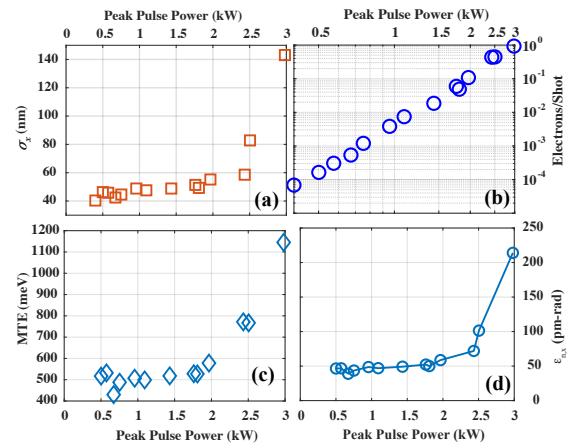 Peak Pulse Power (kW)
Peak Pulse Power (kW)
0 0.5 1 1.5 2 2.5 3
0.5 1 1.5 2 2.5 3
140
120
100
80
60
40
σx (nm)
(a)
10^0
10^-1
10^-2
10^-3
10^-4
Electrons/Shot
(b)
1200
1100
1000
900
800
700
600
500
400
300
MTE (meV)
(c)
0 0.5 1 1.5 2 2.5 3
Peak Pulse Power (kW)
250
200
150
100
50
0
εn,x (pm-rad)
(d)
0 0.5 1 1.5 2 2.5 3
Peak Pulse Power (kW)